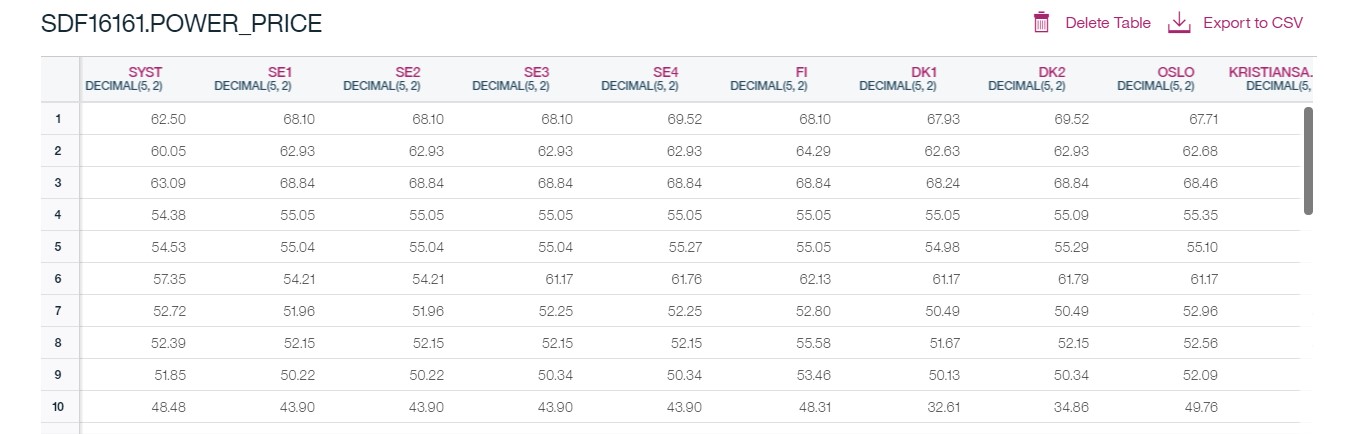 SDF16161.POWER_PRICE Delete Table Export to CSV
SYST SE1 SE2 SE3 SE4 FI DK1 DK2 OSLO KRISTIANSA.
DECIMAL(5, 2) DECIMAL(5, 2) DECIMAL(5, 2) DECIMAL(5, 2) DECIMAL(5, 2) DECIMAL(5, 2) DECIMAL(5, 2) DECIMAL(5, 2) DECIMAL(5, 2) DECIMAL(5,
1 62.50 68.10 68.10 68.10 69.52 68.10 67.93 69.52 67.71
2 60.05 62.93 62.93 62.93 62.93 64.29 62.63 62.93 62.68
3 63.09 68.84 68.84 68.84 68.84 68.84 68.24 68.84 68.46
4 54.38 55.05 55.05 55.05 55.05 55.05 55.05 55.09 55.35
5 54.53 55.04 55.04 55.04 55.27 55.05 54.98 55.29 55.10
6 57.35 54.21 54.21 61.17 61.76 62.13 61.17 61.79 61.17
7 52.72 51.96 51.96 52.25 52.25 52.80 50.49 50.49 52.96
8 52.39 52.15 52.15 52.15 52.15 55.58 51.67 52.15 52.56
9 51.85 50.22 50.22 50.34 50.34 53.46 50.13 50.34 52.09
10 48.48 43.90 43.90 43.90 43.90 48.31 32.61 34.86 49.76